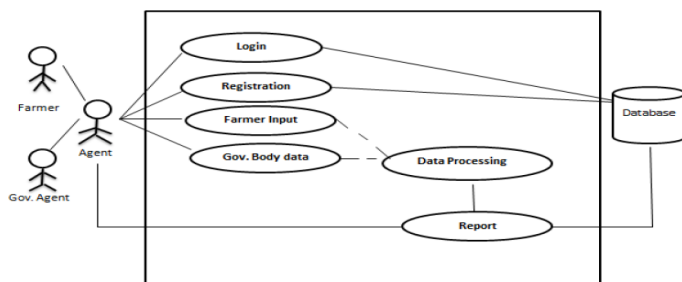 Login
Farmer
Registration
Database
Farmer Input
Agent
Gov. Body data
Data Processing
Gov. Agent
Report